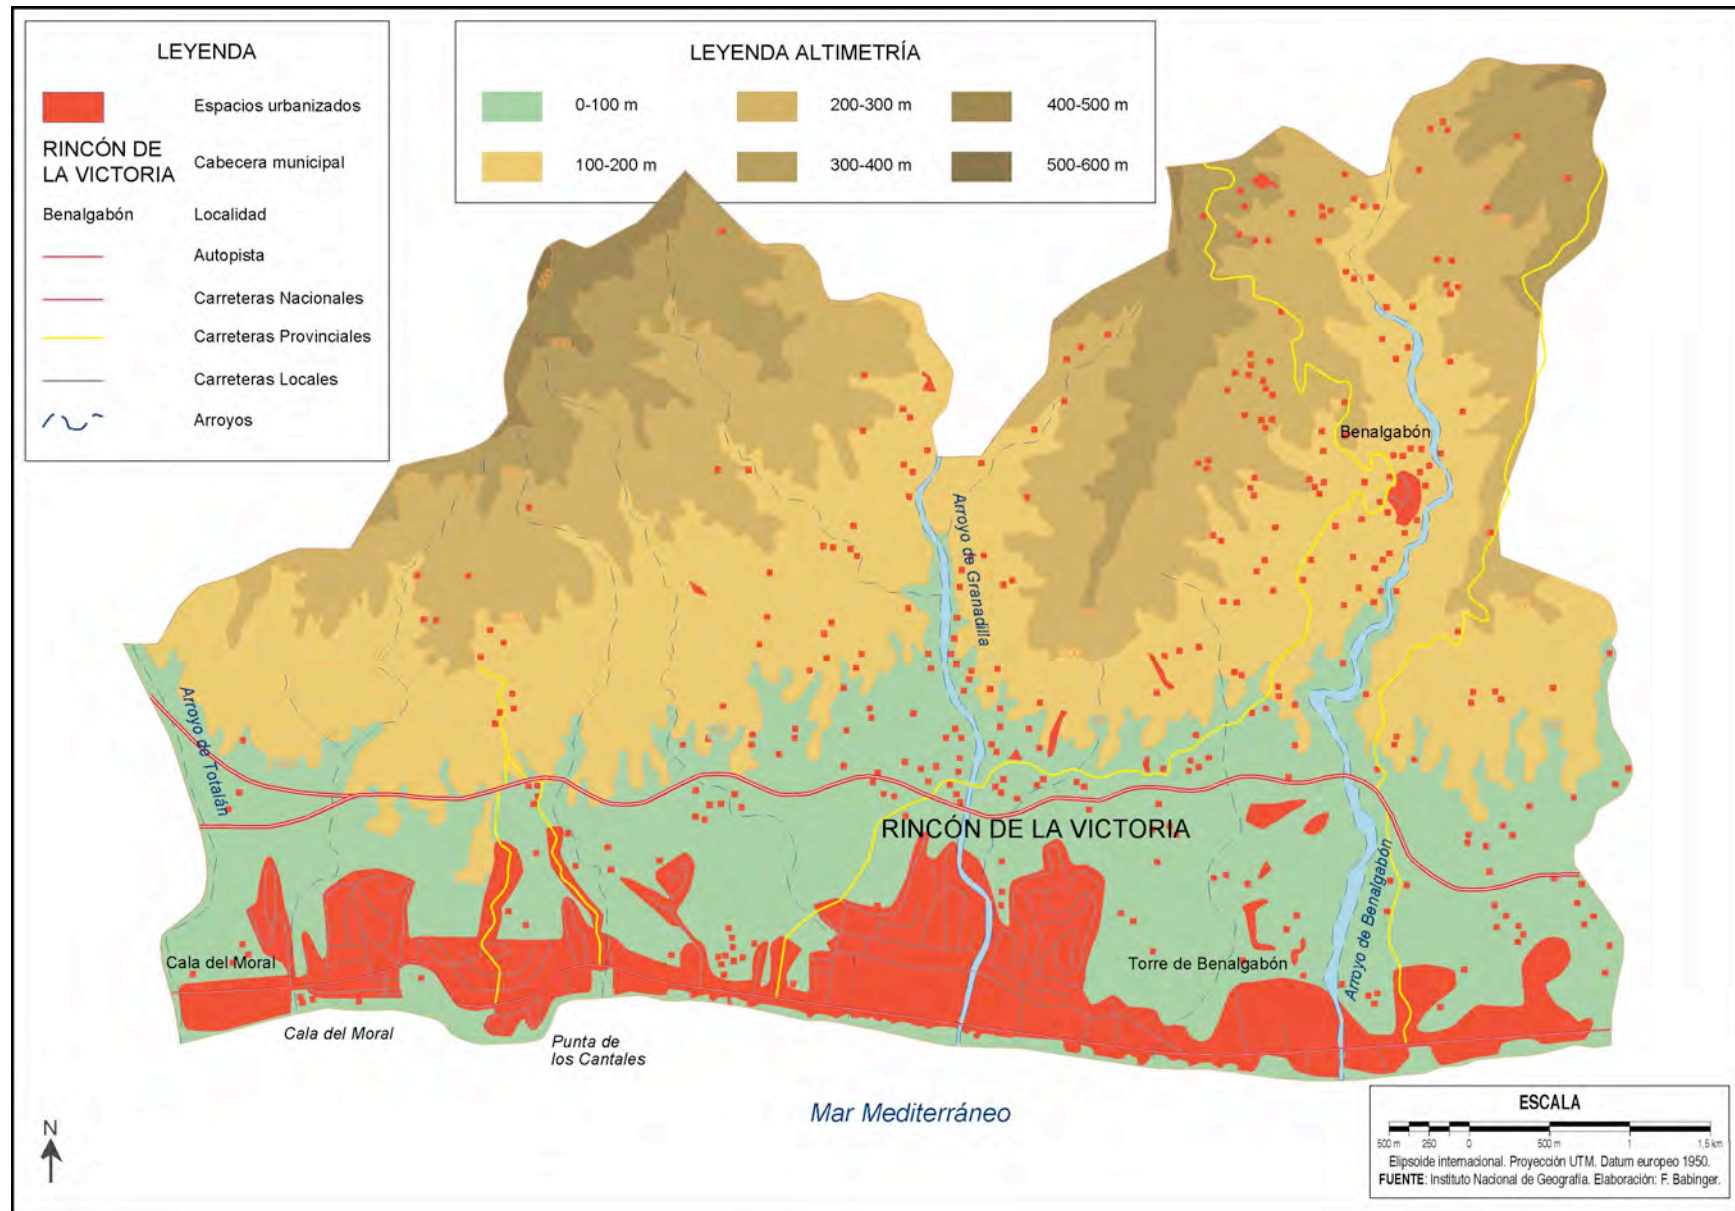 LEYENDA
Espacios urbanizados
RINCÓN DE
LA VICTORIA
Cabecera municipal
Benalgabón
Localidad
Autopista
Carreteras Nacionales
Carreteras Provinciales
Carreteras Locales
Arroyos
LEYENDA ALTIMETRÍA
0-100 m
200-300 m
400-500 m
100-200 m
300-400 m
500-600 m
Benalgabón
Arroyo de Granadilla
Arroyo de Totalán
RINCÓN DE LA VICTORIA
Arroyo de Benalgabón
Cala del Moral
Torre de Benalgabón
Cala del Moral
Punta de
los Cantales
Mar Mediterráneo
N
ESCALA
500 m 250 0 500 m 1 1,5 km
Elipsoide internacional. Proyección UTM. Datum europeo 1950.
FUENTE: Instituto Nacional de Geografía. Elaboración: F. Babinger.